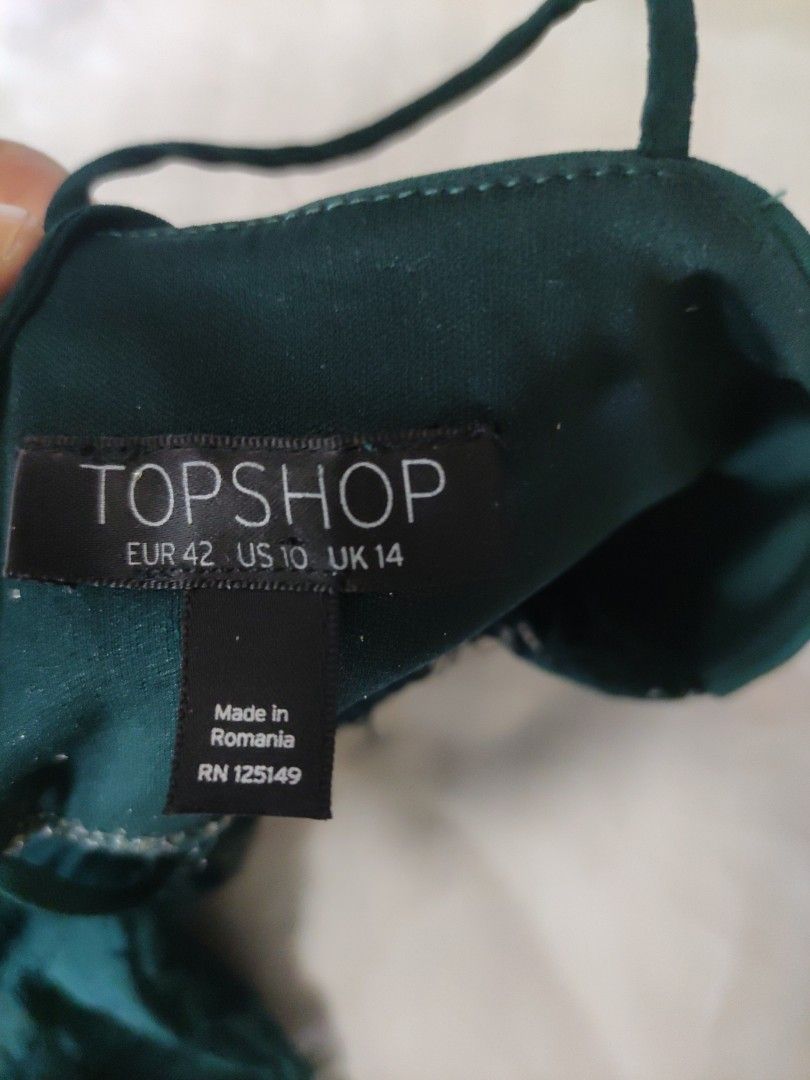 TOPSHOP
EUR 42 US 10 UK 14
Made in
Romania
RN 125149